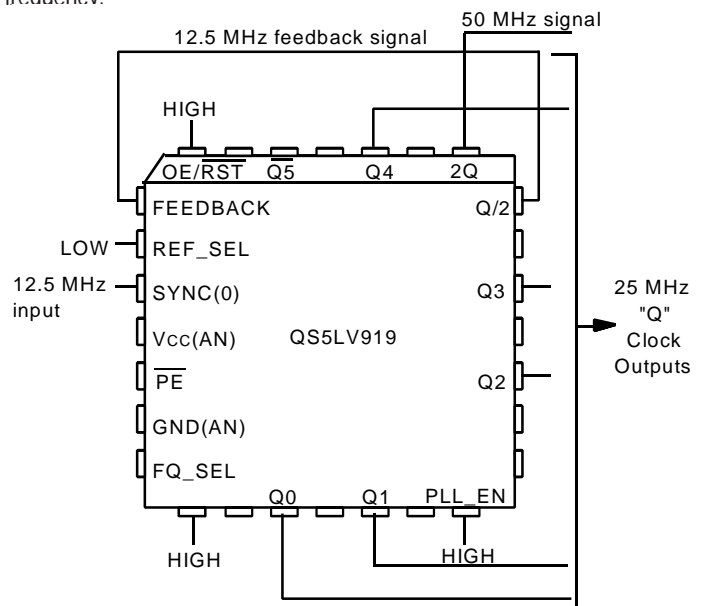 frequency.
50 MHz signal
12.5 MHz feedback signal
HIGH
OE/RST Q5 Q4 2Q
FEEDBACK Q/2
LOW REF_SEL
12.5 MHz input SYNC(0) Q3
25 MHz
"Q"
Clock
Outputs
VCC(AN) QS5LV919
PE Q2
GND(AN)
FQ_SEL
Q0 Q1 PLL_EN
HIGH HIGH